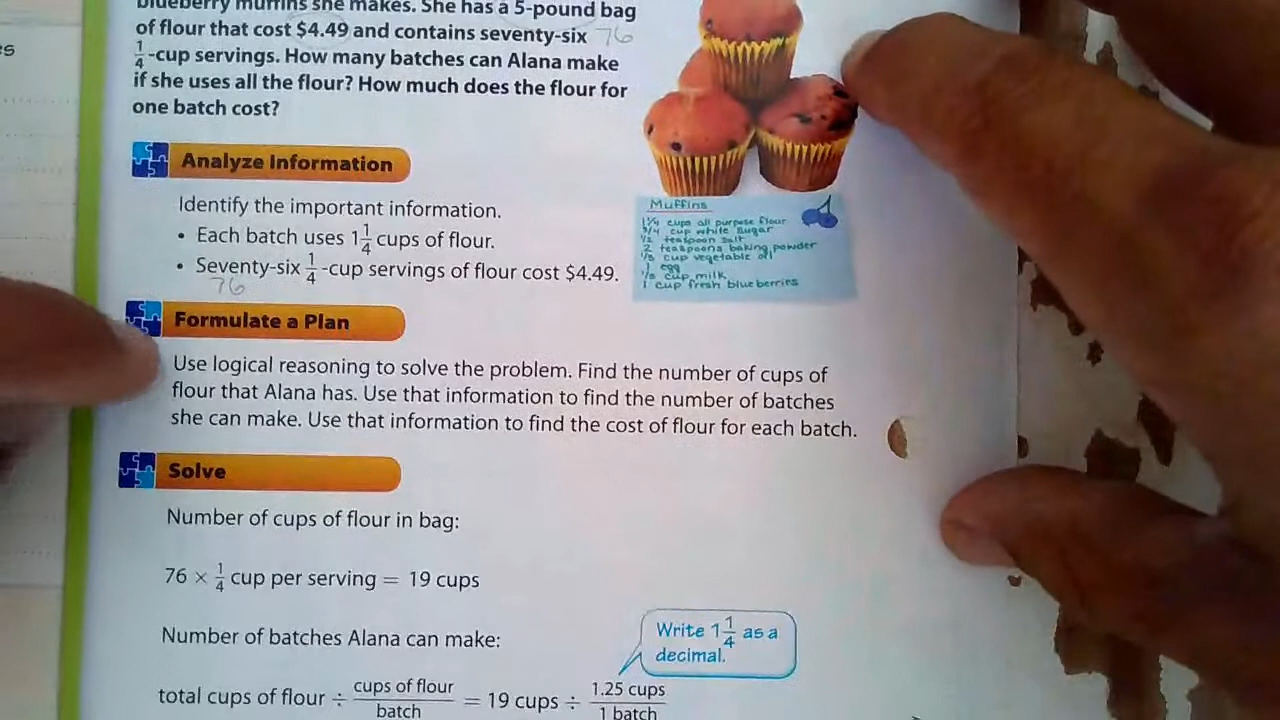 blueberry muffins she makes. She has a 5-pound bag
of flour that cost $4.49 and contains seventy-six 76
1/4-cup servings. How many batches can Alana make
if she uses all the flour? How much does the flour for
one batch cost?
Analyze Information
Identify the important information.
• Each batch uses 1 1/4 cups of flour.
• Seventy-six 1/4-cup servings of flour cost $4.49.
76
Muffins
1 1/4 cups all purpose flour
3/4 cup white sugar
1/2 teaspoon salt
2 teaspoons baking powder
cup vegetable oil
1 egg
cup milk
1 cup fresh blueberries
Formulate a Plan
Use logical reasoning to solve the problem. Find the number of cups of
flour that Alana has. Use that information to find the number of batches
she can make. Use that information to find the cost of flour for each batch.
Solve
Number of cups of flour in bag:
76 × 1/4 cup per serving = 19 cups
Number of batches Alana can make:
Write 1 1/4 as a
decimal.
total cups of flour ÷ cups of flour/batch = 19 cups ÷ 1.25 cups/1 batch